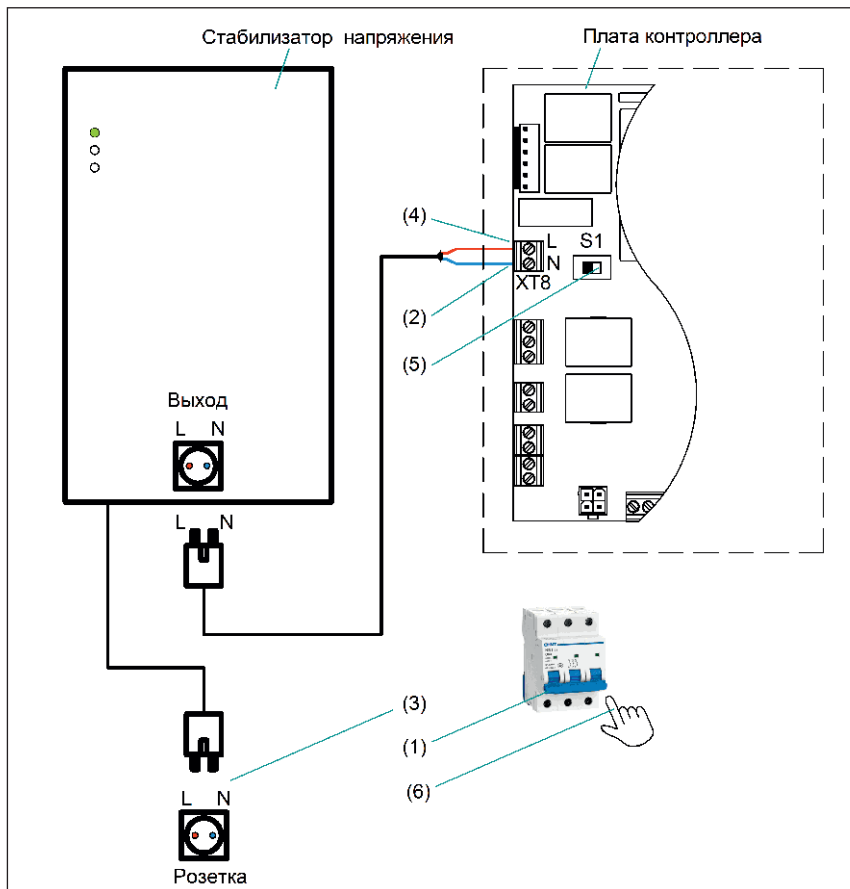 Стабилизатор напряжения
Плата контроллера
(4)
L
S1
N
XT8
(2)
(5)
Выход
L N
L N
(3)
(1)
(6)
L N
Розетка